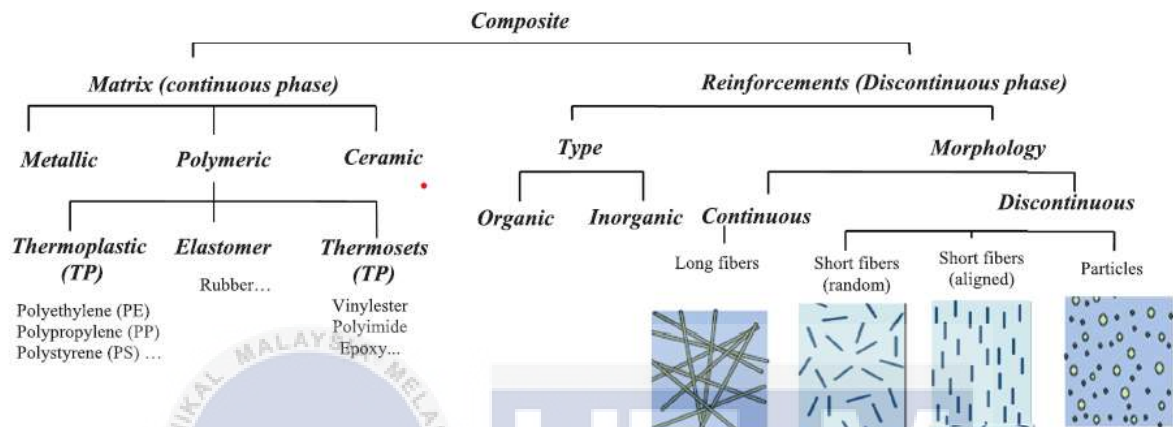 Composite
Matrix (continuous phase)
Reinforcements (Discontinuous phase)
Metallic
Polymeric
Ceramic
Type
Morphology
Organic
Inorganic
Continuous
Discontinuous
Thermoplastic
(TP)
Elastomer
Thermosets
(TP)
Polyethylene (PE)
Polypropylene (PP)
Polystyrene (PS) ...
Rubber...
Vinylester
Polyimide
Epoxy...
Long fibers
Short fibers
(random)
Short fibers
(aligned)
Particles